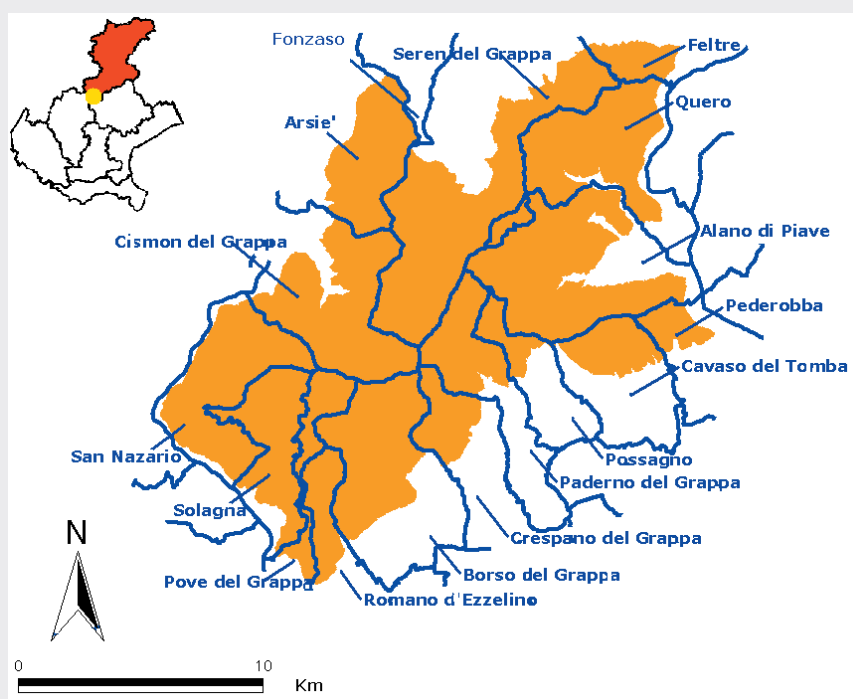 Fonzaso
Seren del Grappa
Feltre
Quero
Arsie'
Alano di Piave
Cismon del Grappa
Pederobba
Cavaso del Tomba
San Nazario
Possagno
Paderno del Grappa
Solagna
Crespano del Grappa
Pove del Grappa
Borso del Grappa
Romano d'Ezzelino
N
0
10
Km